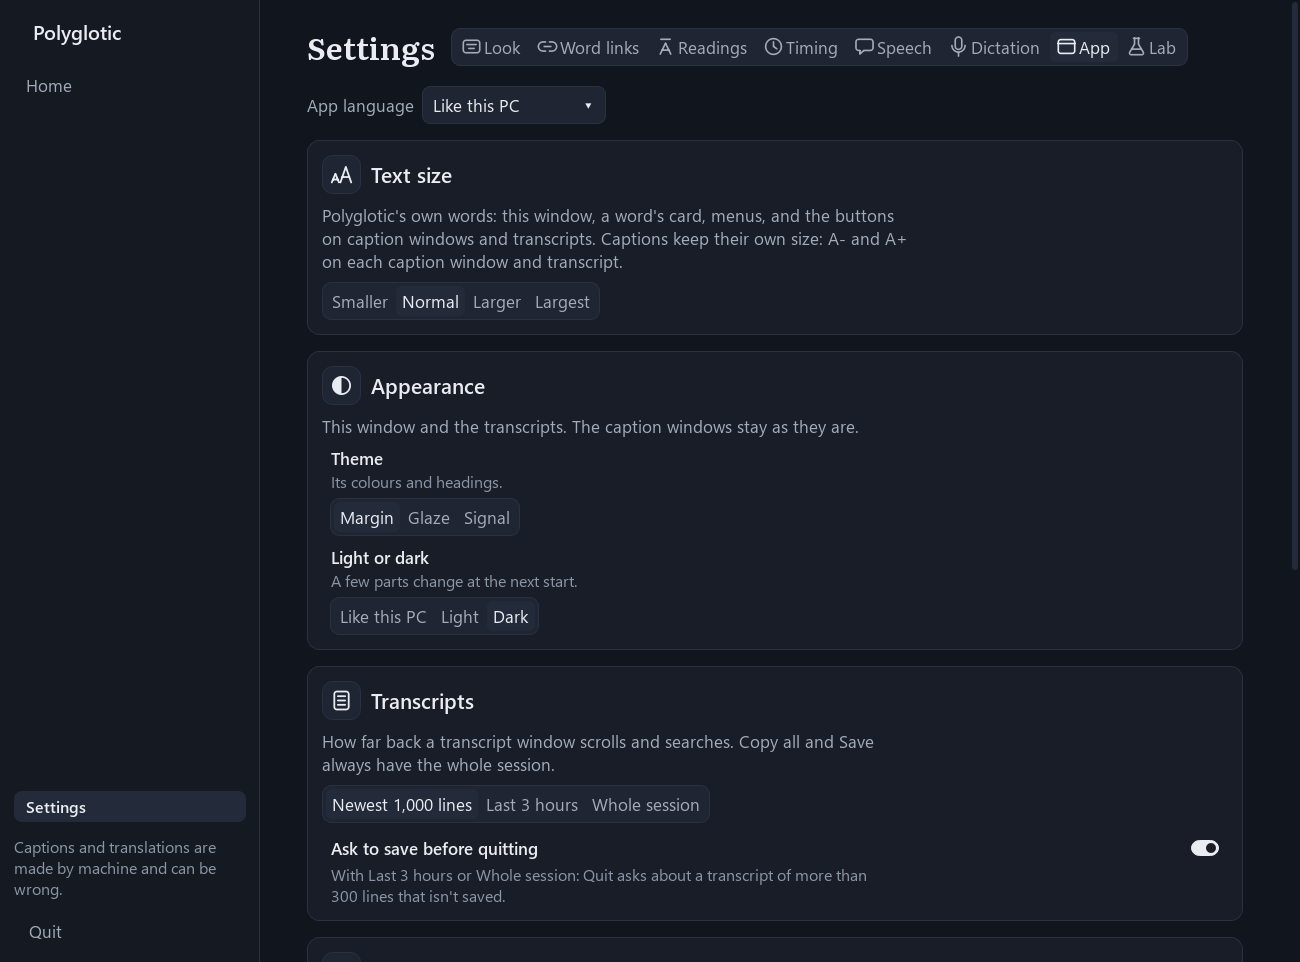 Polyglotic
Home
Settings
Captions and translations are
made by machine and can be
wrong.
Quit
Settings
Look
Word links
Readings
Timing
Speech
Dictation
App
Lab
App language
Like this PC
AA Text size
Polyglotic's own words: this window, a word's card, menus, and the buttons
on caption windows and transcripts. Captions keep their own size: A- and A+
on each caption window and transcript.
Smaller
Normal
Larger
Largest
Appearance
This window and the transcripts. The caption windows stay as they are.
Theme
Its colours and headings.
Margin
Glaze
Signal
Light or dark
A few parts change at the next start.
Like this PC
Light
Dark
Transcripts
How far back a transcript window scrolls and searches. Copy all and Save
always have the whole session.
Newest 1,000 lines
Last 3 hours
Whole session
Ask to save before quitting
With Last 3 hours or Whole session: Quit asks about a transcript of more than
300 lines that isn't saved.